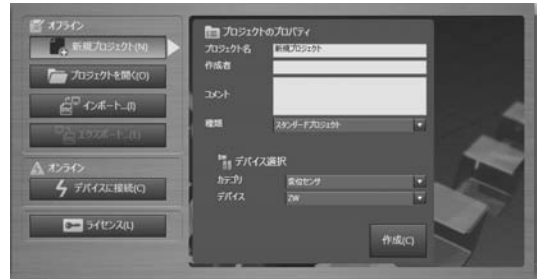 オフライン
新規プロジェクト(N)
プロジェクトを開く(O)
インポート...(I)
エクスポート...(E)
オンライン
デバイスに接続(C)
ライセンス(L)
プロジェクトのプロパティ
プロジェクト名 新規プロジェクト
作成者
コメント
種類 スタンダードプロジェクト
デバイス選択
カテゴリ 変位センサ
デバイス ZW
作成(C)